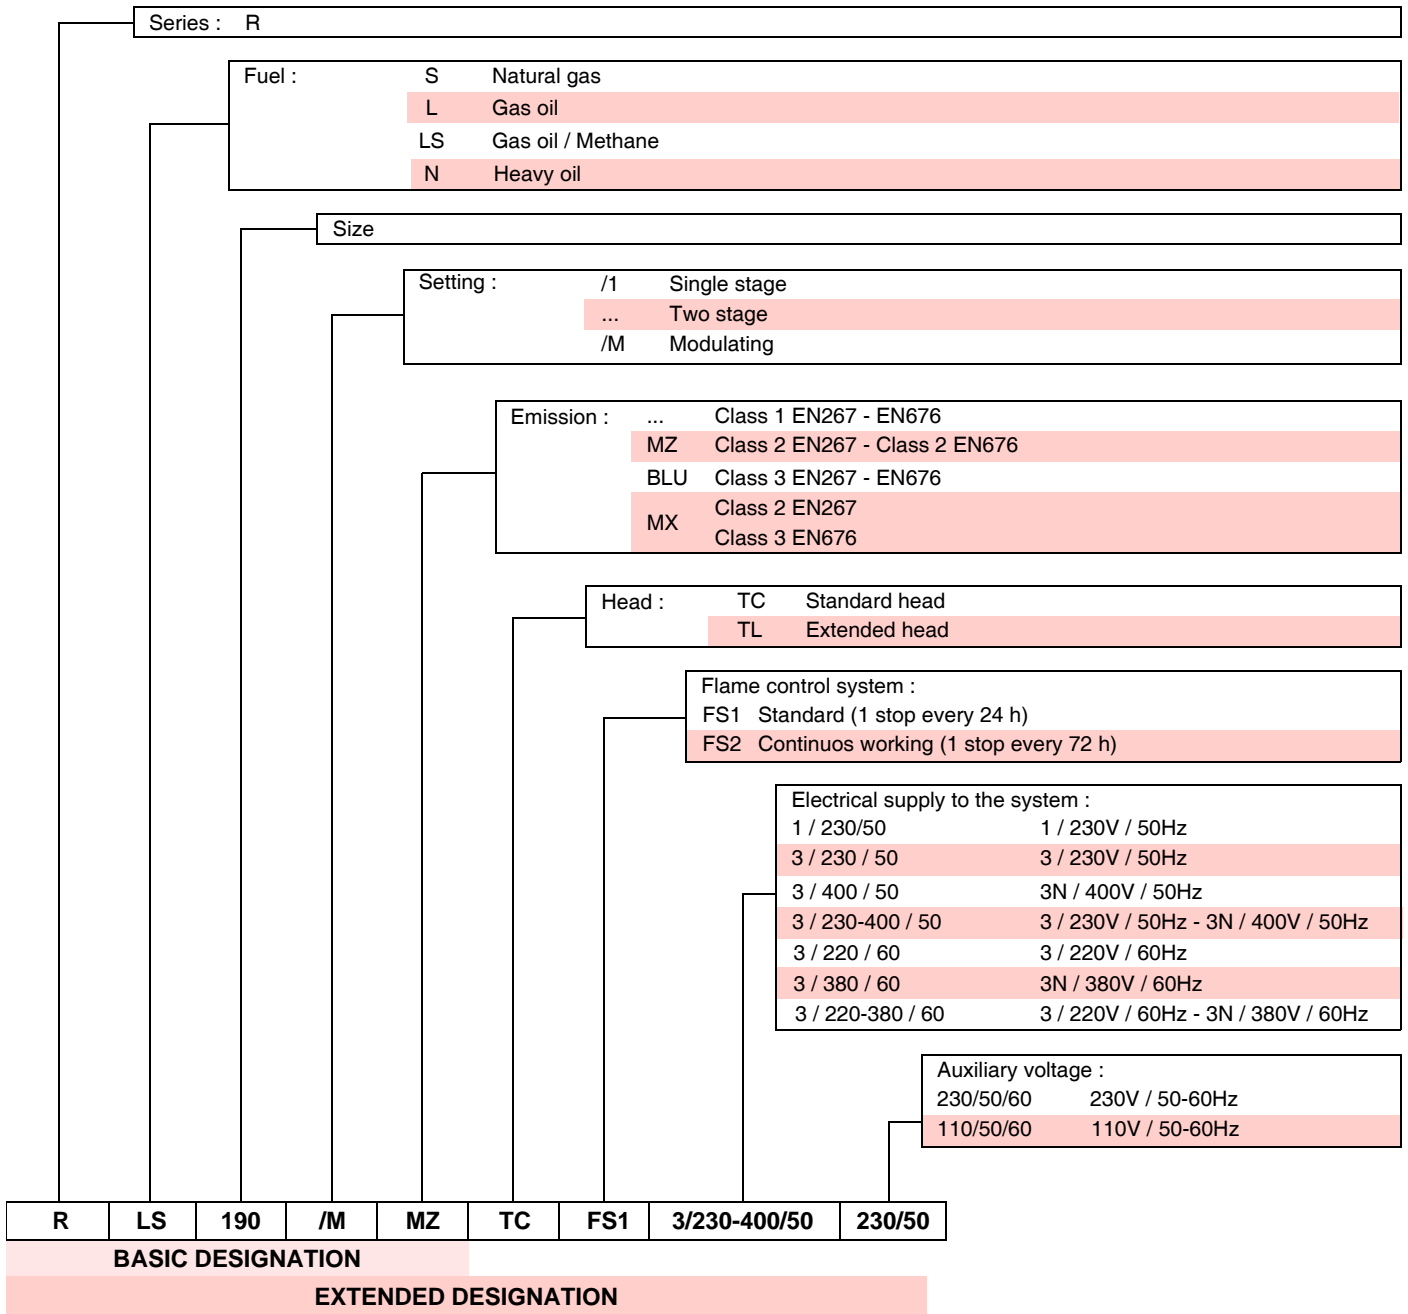 Series : R
Fuel : S Natural gas
L Gas oil
LS Gas oil / Methane
N Heavy oil
Size
Setting : /1 Single stage
... Two stage
/M Modulating
Emission : ... Class 1 EN267 - EN676
MZ Class 2 EN267 - Class 2 EN676
BLU Class 3 EN267 - EN676
MX Class 2 EN267
Class 3 EN676
Head : TC Standard head
TL Extended head
Flame control system :
FS1 Standard (1 stop every 24 h)
FS2 Continuos working (1 stop every 72 h)
Electrical supply to the system :
1 / 230/50 1 / 230V / 50Hz
3 / 230 / 50 3 / 230V / 50Hz
3 / 400 / 50 3N / 400V / 50Hz
3 / 230-400 / 50 3 / 230V / 50Hz - 3N / 400V / 50Hz
3 / 220 / 60 3 / 220V / 60Hz
3 / 380 / 60 3N / 380V / 60Hz
3 / 220-380 / 60 3 / 220V / 60Hz - 3N / 380V / 60Hz
Auxiliary voltage :
230/50/60 230V / 50-60Hz
110/50/60 110V / 50-60Hz
R LS 190 /M MZ TC FS1 3/230-400/50 230/50
BASIC DESIGNATION
EXTENDED DESIGNATION